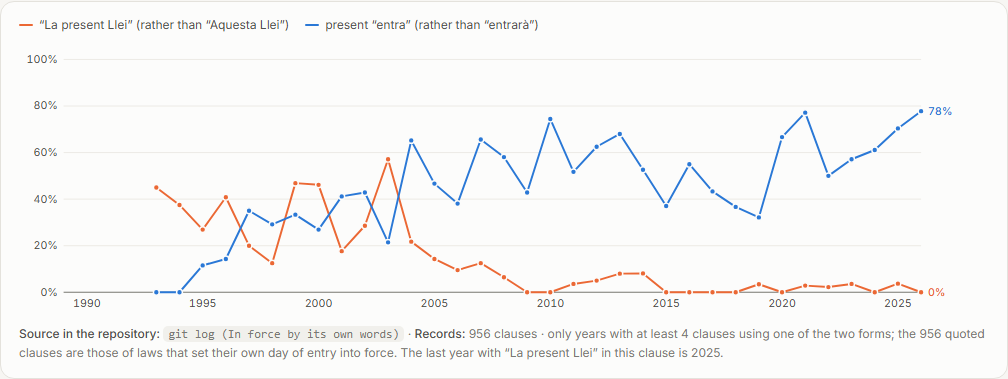 “La present Llei” (rather than “Aquesta Llei”) present “entra” (rather than “entrarà”)
100%
80%
78%
60%
40%
20%
0%
0%
1990 1995 2000 2005 2010 2015 2020 2025
Source in the repository: git log (In force by its own words) · Records: 956 clauses · only years with at least 4 clauses using one of the two forms; the 956 quoted
clauses are those of laws that set their own day of entry into force. The last year with “La present Llei” in this clause is 2025.